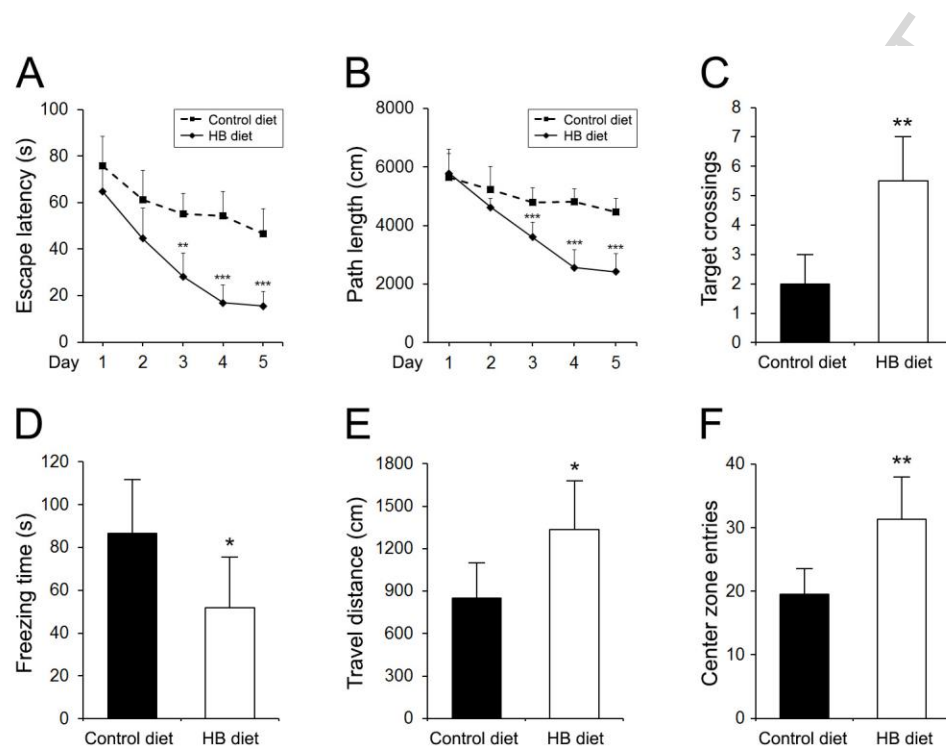 A
Escape latency (s)
100
80
60
40
20
0
Control diet
HB diet
**
***
***
Day 1 2 3 4 5
B
Path length (cm)
8000
6000
4000
2000
0
Control diet
HB diet
***
***
***
Day 1 2 3 4 5
C
Target crossings
8
7
6
5
4
3
2
1
0
**
Control diet HB diet
D
Freezing time (s)
120
100
80
60
40
20
0
*
Control diet HB diet
E
Travel distance (cm)
1800
1500
1200
900
600
300
0
*
Control diet HB diet
F
Center zone entries
40
30
20
10
0
**
Control diet HB diet